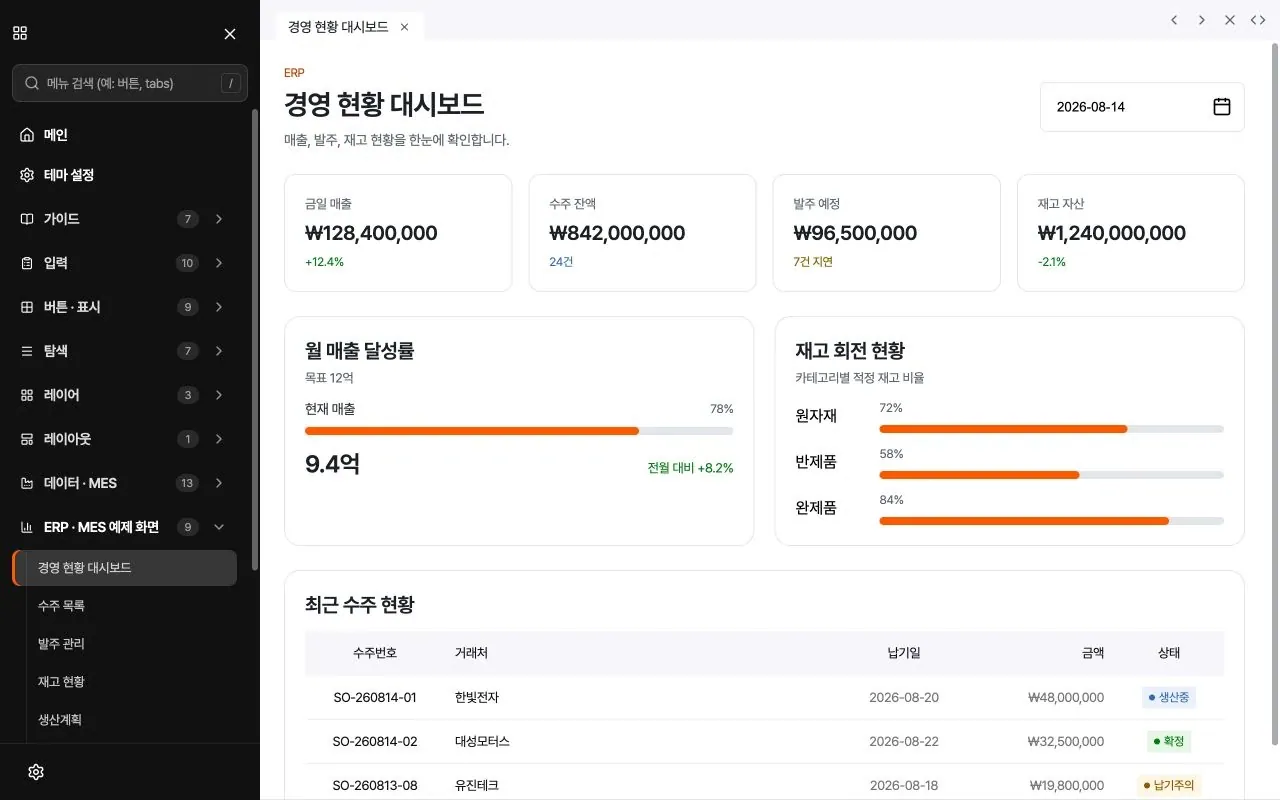 메뉴 검색 (예: 버튼, tabs) /
메인
테마 설정
가이드 7
입력 10
버튼 · 표시 9
탐색 7
레이어 3
레이아웃 1
데이터 · MES 13
ERP · MES 예제 화면 9
경영 현황 대시보드
수주 목록
발주 관리
재고 현황
생산계획
경영 현황 대시보드
ERP
경영 현황 대시보드
매출, 발주, 재고 현황을 한눈에 확인합니다.
2026-08-14
금일 매출
₩128,400,000
+12.4%
수주 잔액
₩842,000,000
24건
발주 예정
₩96,500,000
7건 지연
재고 자산
₩1,240,000,000
-2.1%
월 매출 달성률
목표 12억
현재 매출 78%
9.4억 전월 대비 +8.2%
재고 회전 현황
카테고리별 적정 재고 비율
원자재 72%
반제품 58%
완제품 84%
최근 수주 현황
수주번호 거래처 납기일 금액 상태
SO-260814-01 한빛전자 2026-08-20 ₩48,000,000 생산중
SO-260814-02 대성모터스 2026-08-22 ₩32,500,000 확정
SO-260813-08 유진테크 2026-08-18 ₩19,800,000 납기주의